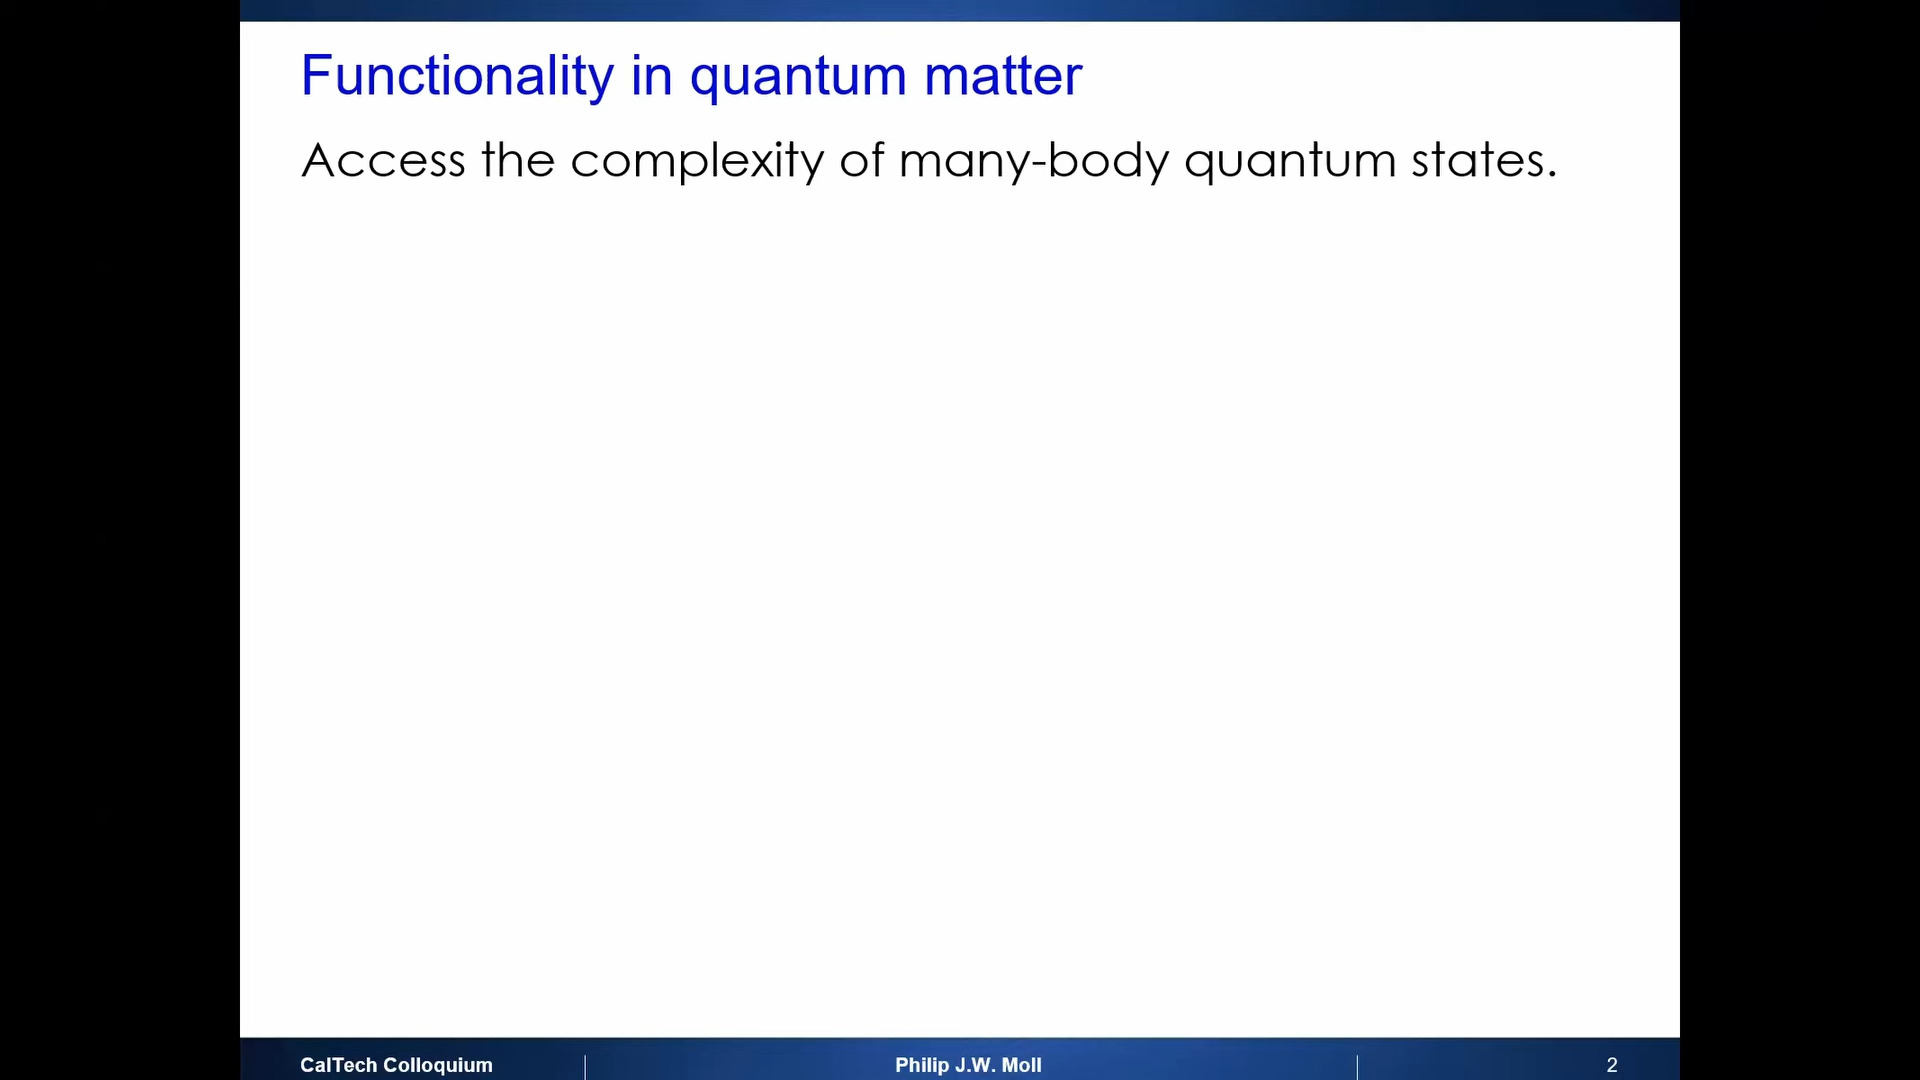 Functionality in quantum matter
Access the complexity of many-body quantum states.
CalTech Colloquium
Philip J.W. Moll
2